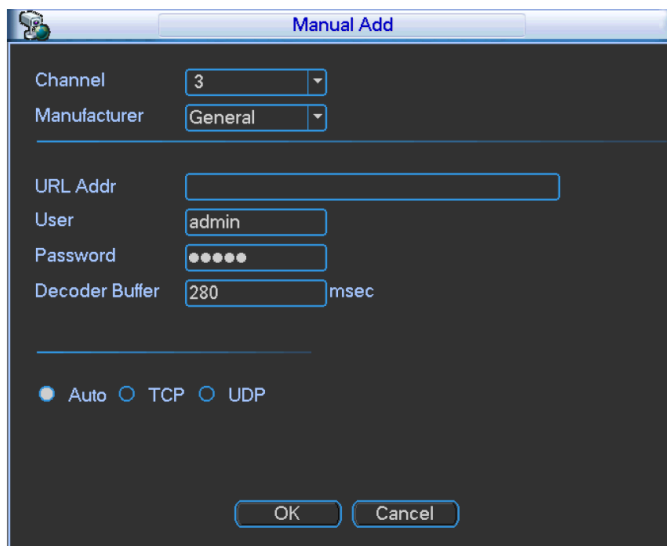 Manual Add
Channel 3
Manufacturer General
URL Addr
User admin
Password ●●●●●
Decoder Buffer 280 msec
Auto TCP UDP
OK Cancel